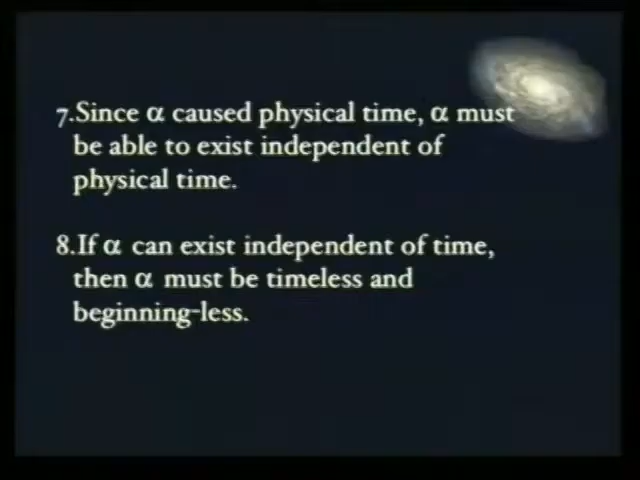 7.Since α caused physical time, α must
be able to exist independent of
physical time.
8.If α can exist independent of time,
then α must be timeless and
beginning-less.